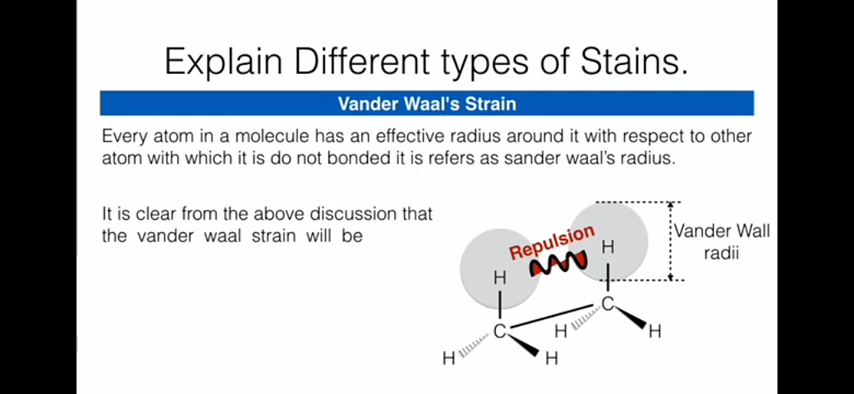 Explain Different types of Stains.
Vander Waal's Strain
Every atom in a molecule has an effective radius around it with respect to other
atom with which it is do not bonded it is refers as sander waal's radius.
It is clear from the above discussion that
the vander waal strain will be
Repulsion
Vander Wall
radii
H
H
C
C
H
H
H
H